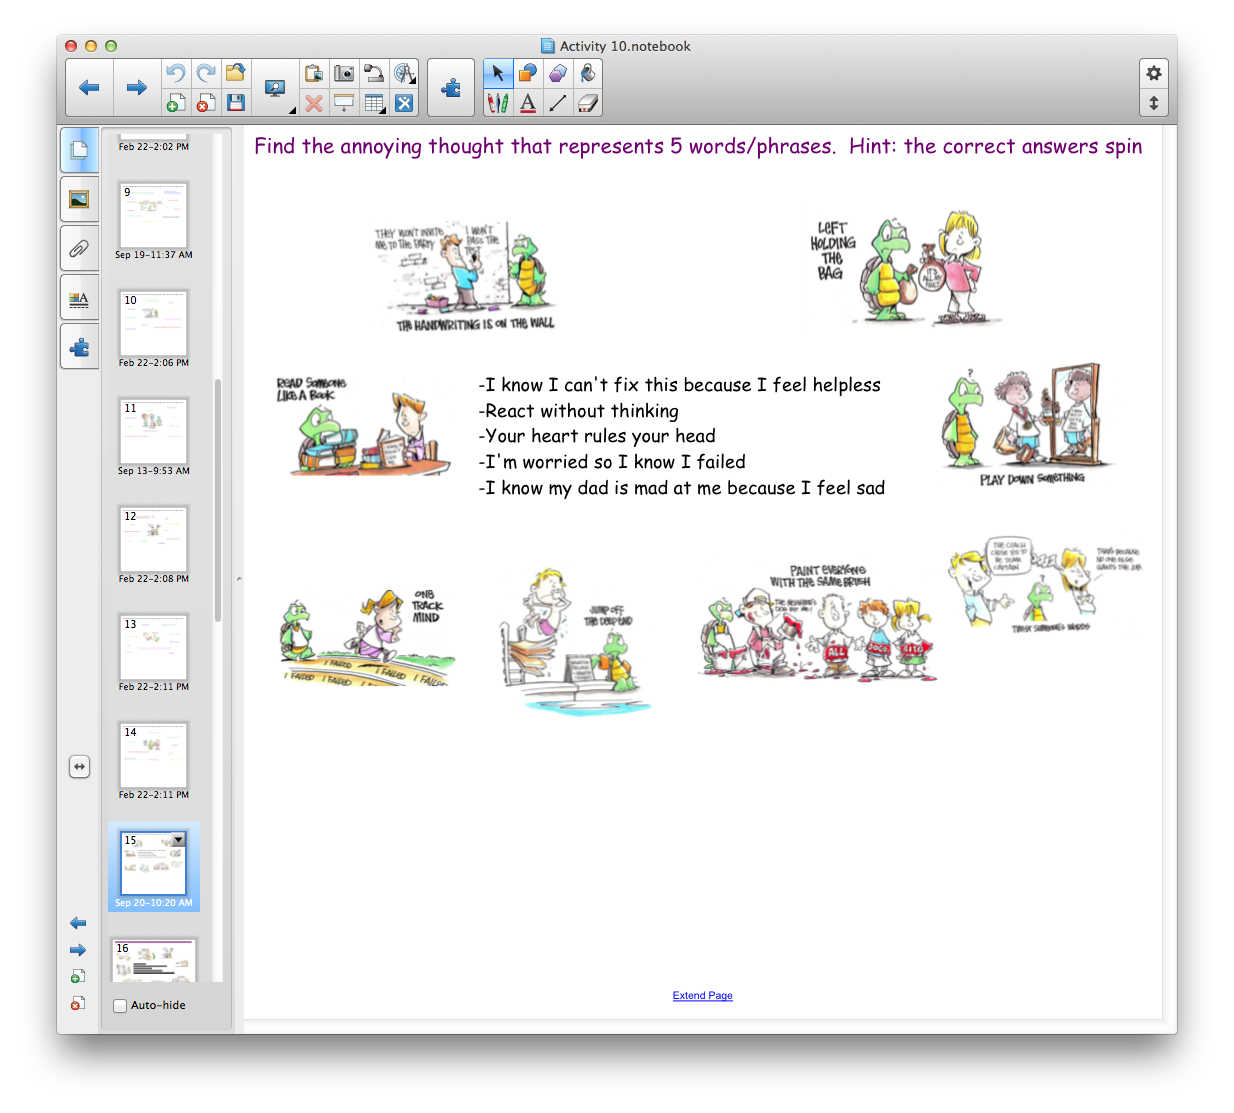 Activity 10.notebook
Find the annoying thought that represents 5 words/phrases.  Hint: the correct answers spin
Feb 22-2:02 PM
9
Sep 19-11:37 AM
10
Feb 22-2:06 PM
11
Sep 13-9:53 AM
12
Feb 22-2:08 PM
13
Feb 22-2:11 PM
14
Feb 22-2:11 PM
15
Sep 20-10:20 AM
16
Auto-hide
THEY WON'T INVITE
ME TO THE PARTY
I WON'T
PASS THE
TEST
THE HANDWRITING IS ON THE WALL
LEFT
HOLDING
THE
BAG
IT'S
ALL MY
FAULT
READ SOMEONE
LIKE A BOOK
-I know I can't fix this because I feel helpless
-React without thinking
-Your heart rules your head
-I'm worried so I know I failed
-I know my dad is mad at me because I feel sad
?
PLAY DOWN SOMETHING
ONE
TRACK
MIND
I FAILED I FAILED
I FAILED I FAILED I FAILED
JUMP OFF
THE DEEP END
PAINT EVERYONE
WITH THE SAME BRUSH
THE NEIGHBOR'S
DOG BIT ME!
ALL
DOGS
BITE
THE COACH
CHOSE YOU TO
BE TEAM
CAPTAIN
THAT'S BECAUSE
NO ONE ELSE
WANTS THE JOB
?
TWIST SOMEONE'S WORDS
Extend Page